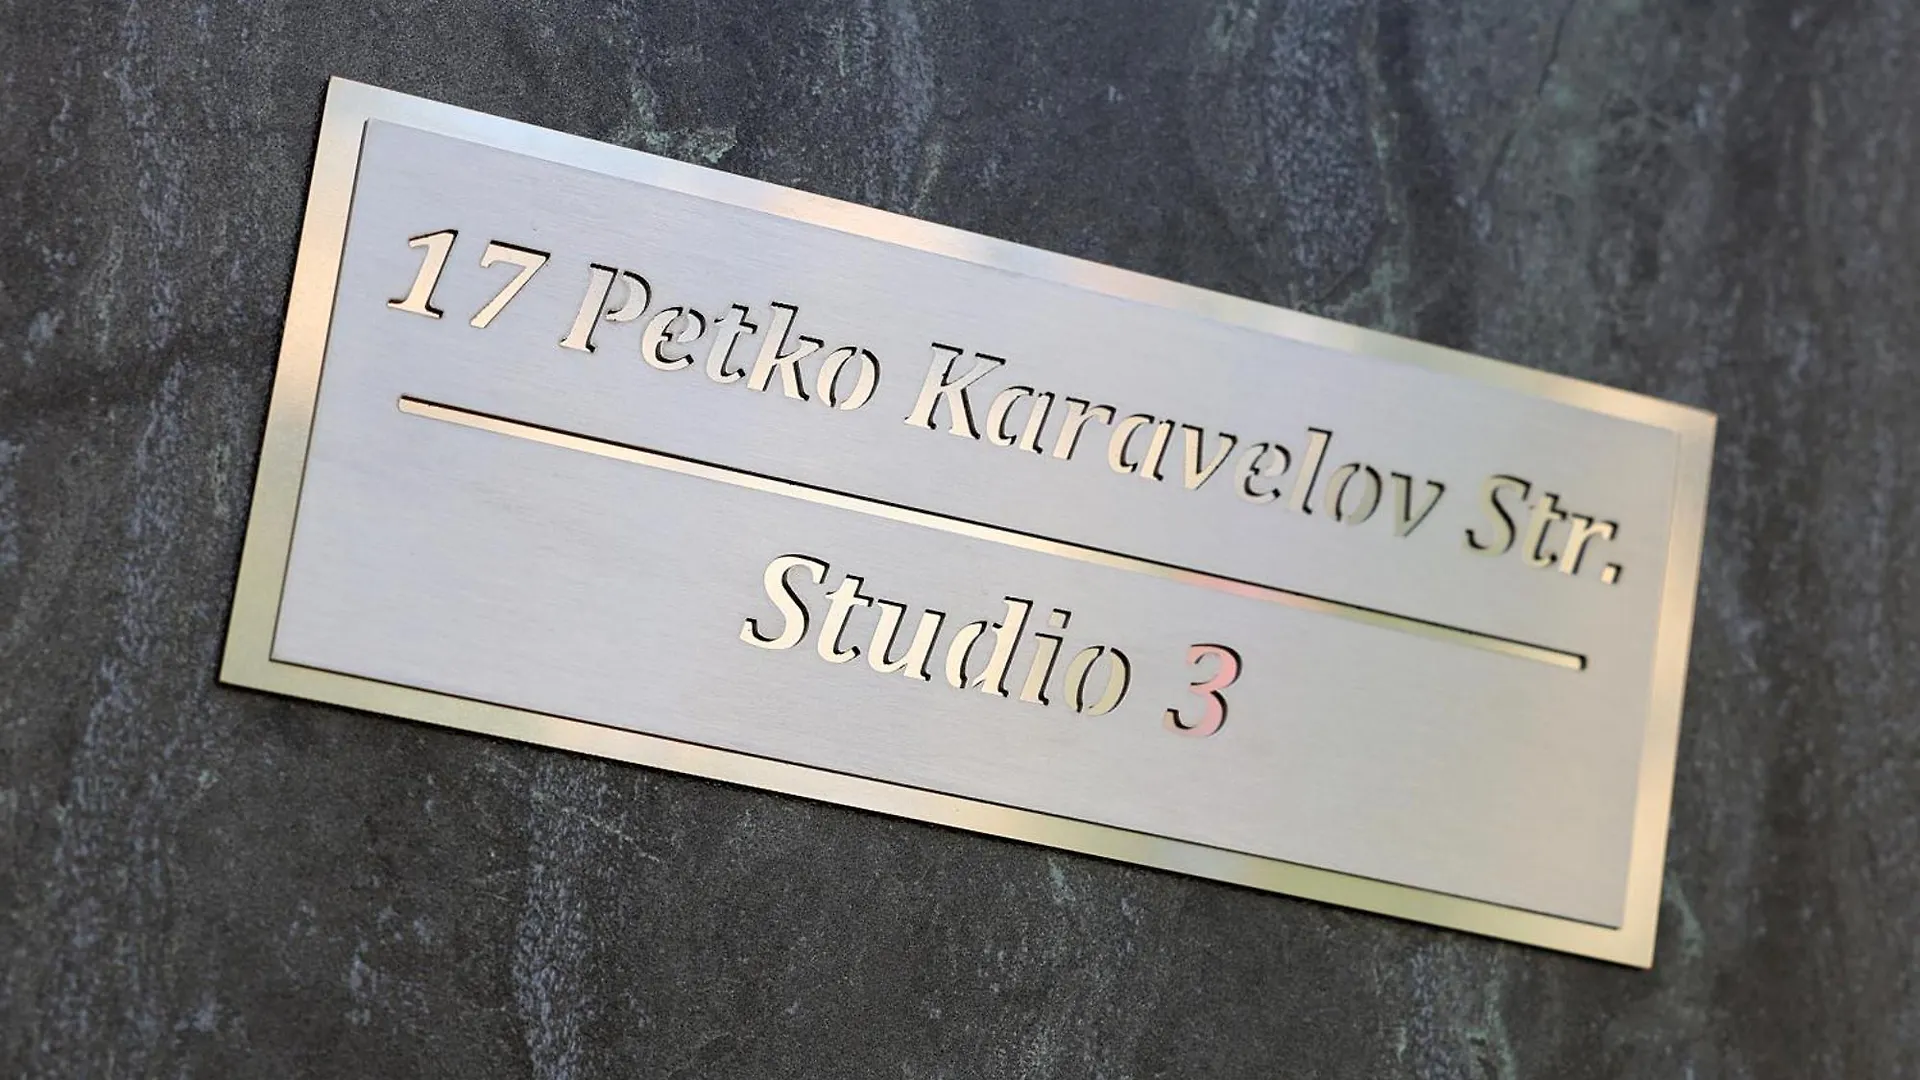 17 Petko Karavelov Str.
Studio 3